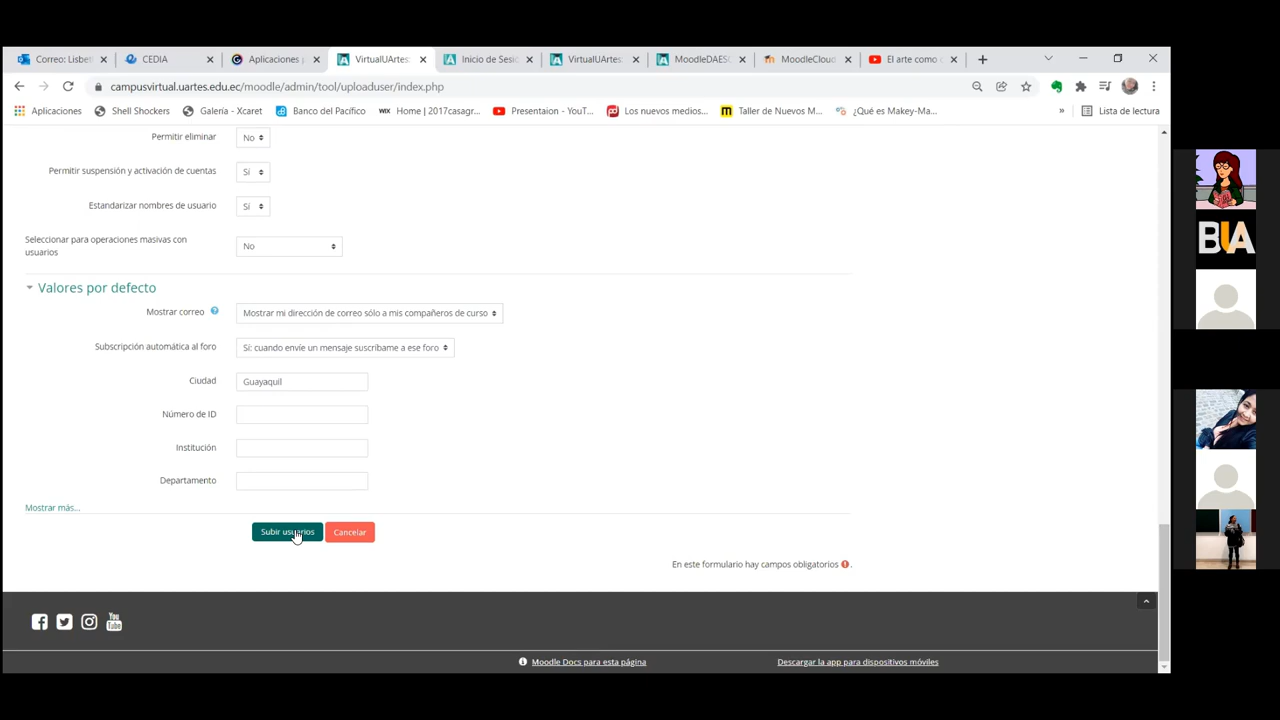 Correo: Lisbet
CEDIA
Aplicaciones
VirtualUArtes:
Inicio de Sesi
VirtualUArtes:
MoodleDAESC
MoodleCloud
El arte como
campusvirtual.uartes.edu.ec/moodle/admin/tool/uploaduser/index.php
Aplicaciones
Shell Shockers
Galería - Xcaret
Banco del Pacifico
WIX Home | 2017casagr...
Presentaion - YouT...
Los nuevos medios...
Taller de Nuevos M...
¿Qué es Makey-Ma...
»
Lista de lectura
Permitir eliminar
No
Permitir suspensión y activación de cuentas
Sí
Estandarizar nombres de usuario
Sí
Seleccionar para operaciones masivas con
usuarios
No
Valores por defecto
Mostrar correo
Mostrar mi dirección de correo sólo a mis compañeros de curso
Subscripción automática al foro
Sí: cuando envíe un mensaje suscríbame a ese foro
Ciudad
Guayaquil
Número de ID
Institución
Departamento
Mostrar más...
Subir usuarios
Cancelar
En este formulario hay campos obligatorios .
You Tube
Moodle Docs para esta página
Descargar la app para dispositivos móviles
BUA